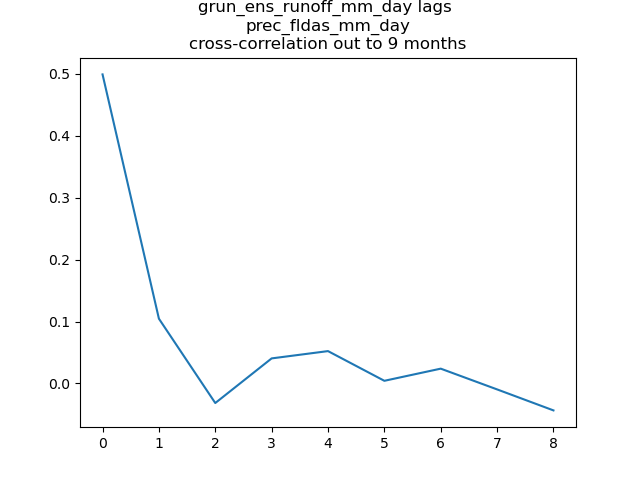 grun_ens_runoff_mm_day lags
prec_fldas_mm_day
cross-correlation out to 9 months
0.5
0.4
0.3
0.2
0.1
0.0
0 1 2 3 4 5 6 7 8